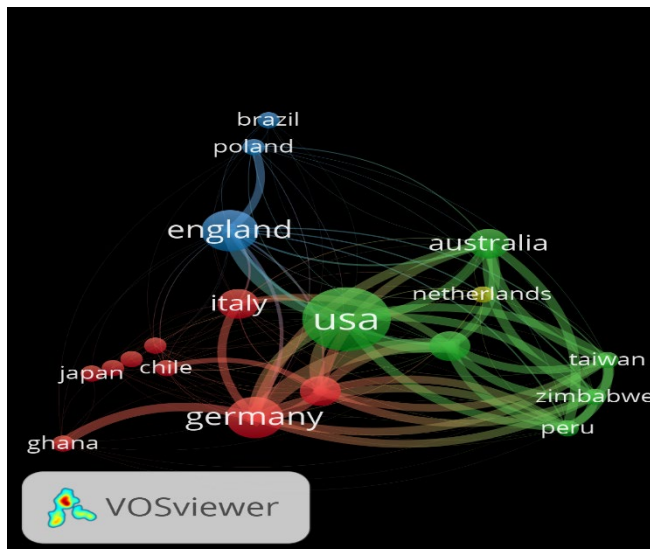 brazil
poland
england
australia
italy
netherlands
usa
taiwan
japan
chile
zimbabwe
germany
peru
ghana
VOSviewer